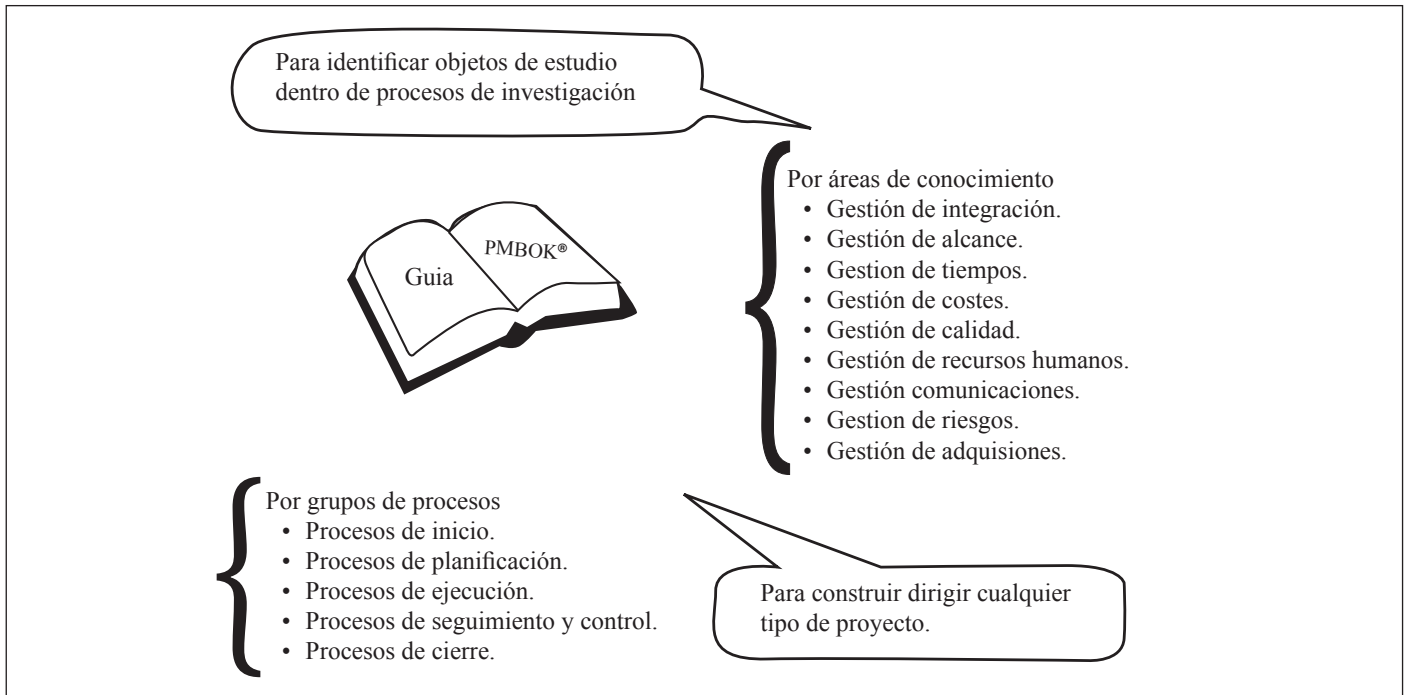 Para identificar objetos de estudio
dentro de procesos de investigación
Guia
PMBOK®
Por áreas de conocimiento
• Gestión de integración.
• Gestión de alcance.
• Gestion de tiempos.
• Gestión de costes.
• Gestión de calidad.
• Gestión de recursos humanos.
• Gestión comunicaciones.
• Gestion de riesgos.
• Gestión de adquisiones.
Por grupos de procesos
• Procesos de inicio.
• Procesos de planificación.
• Procesos de ejecución.
• Procesos de seguimiento y control.
• Procesos de cierre.
Para construir dirigir cualquier
tipo de proyecto.